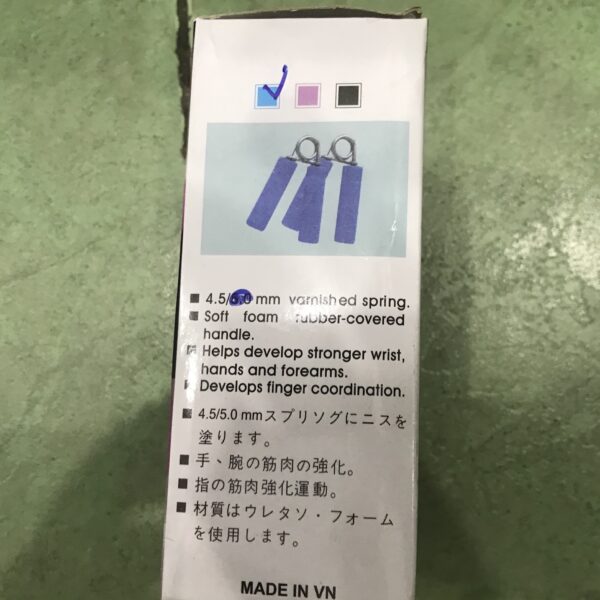 ■ 4.5/5.0 mm varnished spring.
■ Soft foam rubber-covered
handle.
■ Helps develop stronger wrist,
hands and forearms.
■ Develops finger coordination.
■ 4.5/5.0 mmスプリソグにニスを
塗ります。
■ 手、腕の筋肉の強化。
■ 指の筋肉強化運動。
■ 材質はウレタソ・フォーム
を使用します。
MADE IN VN